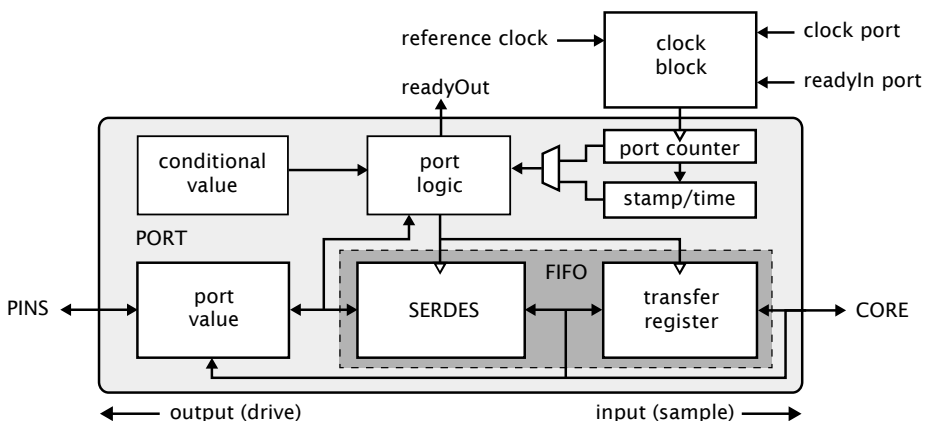 reference clock
clock
block
clock port
readyIn port
readyOut
conditional
value
port
logic
port counter
stamp/time
PORT
FIFO
PINS
port
value
SERDES
transfer
register
CORE
output (drive)
input (sample)